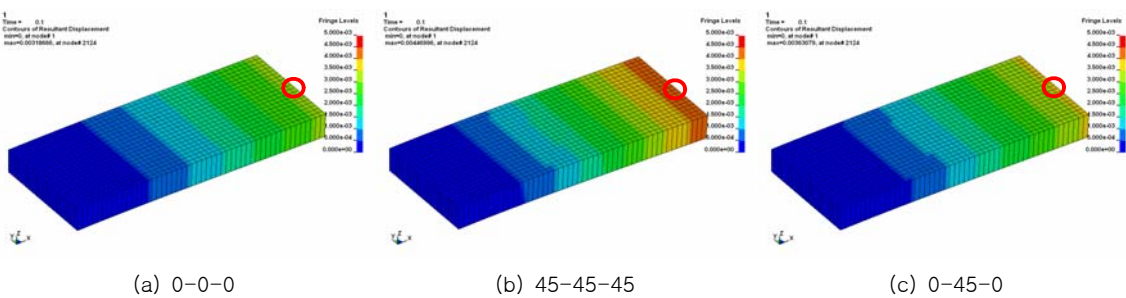 1
Time = 0.1
Contours of Resultant Displacement
min=0, at node# 1
max=0.00318666, at node# 2124
Fringe Levels
5.000e-03
4.500e-03
4.000e-03
3.500e-03
3.000e-03
2.500e-03
2.000e-03
1.500e-03
1.000e-03
5.000e-04
0.000e+00
Y Z X
(a) 0-0-0
1
Time = 0.1
Contours of Resultant Displacement
min=0, at node# 1
max=0.00446996, at node# 2124
Fringe Levels
5.000e-03
4.500e-03
4.000e-03
3.500e-03
3.000e-03
2.500e-03
2.000e-03
1.500e-03
1.000e-03
5.000e-04
0.000e+00
Y Z X
(b) 45-45-45
1
Time = 0.1
Contours of Resultant Displacement
min=0, at node# 1
max=0.00363079, at node# 2124
Fringe Levels
5.000e-03
4.500e-03
4.000e-03
3.500e-03
3.000e-03
2.500e-03
2.000e-03
1.500e-03
1.000e-03
5.000e-04
0.000e+00
Y Z X
(c) 0-45-0